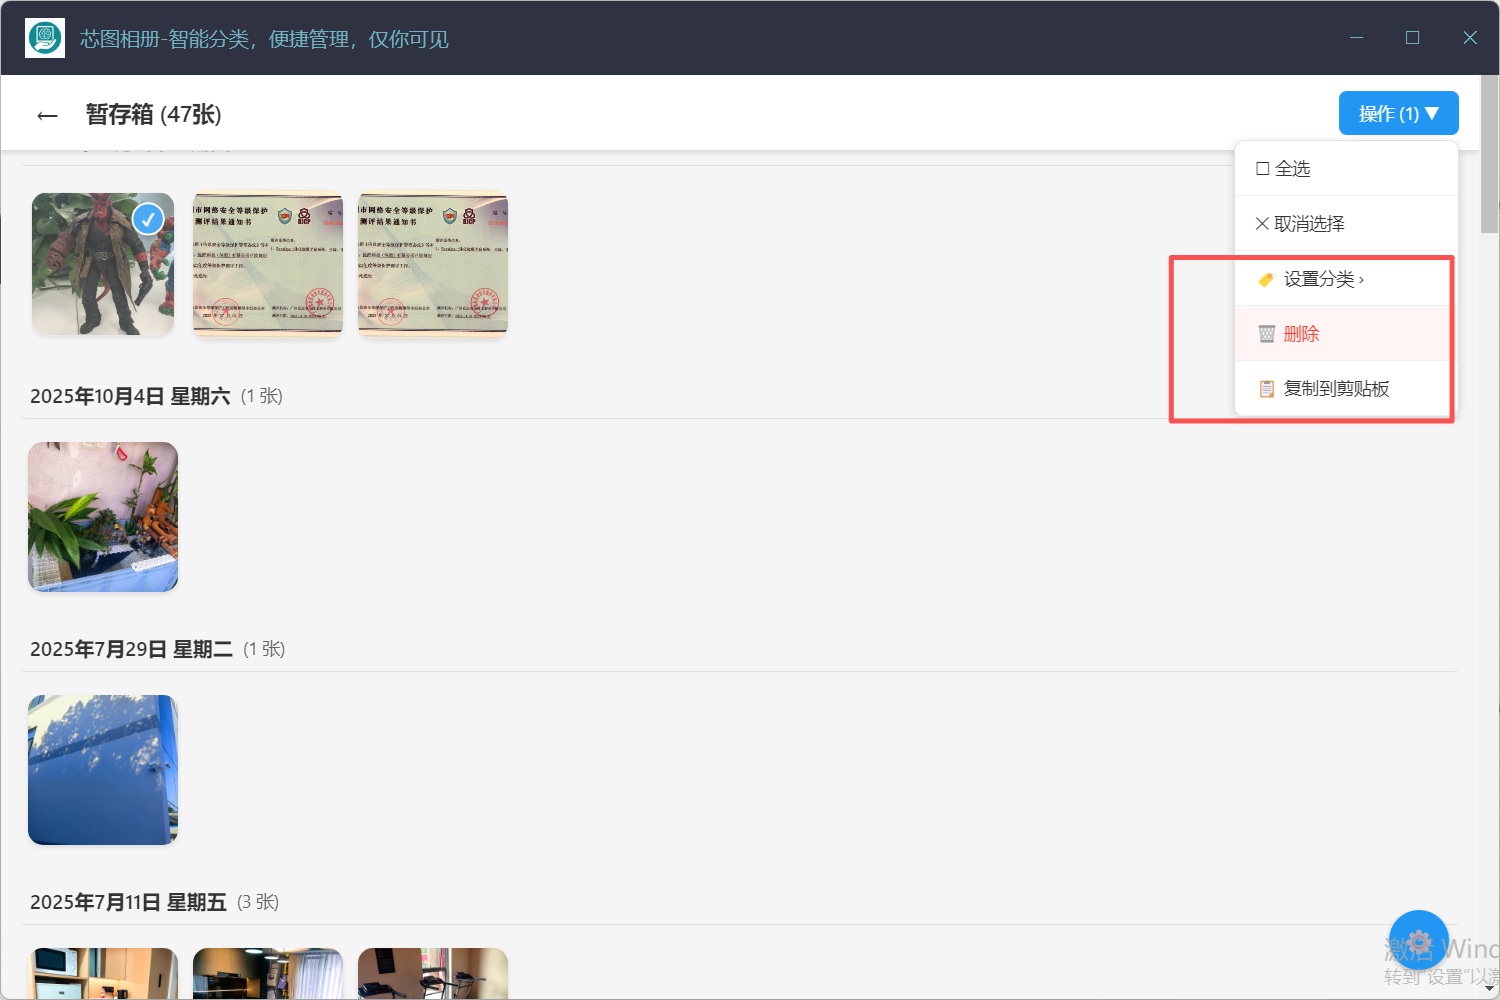 芯图相册-智能分类，便捷管理，仅你可见
暂存箱 (47张)
操作 (1) ▼
☐ 全选
✕ 取消选择
设置分类 ›
删除
复制到剪贴板
市网络安全等级保护
测评结果通知书
市网络安全等级保护
测评结果通知书
2025年10月4日 星期六 (1 张)
2025年7月29日 星期二 (1 张)
2025年7月11日 星期五 (3 张)
激活 Wind
转到"设置"以激